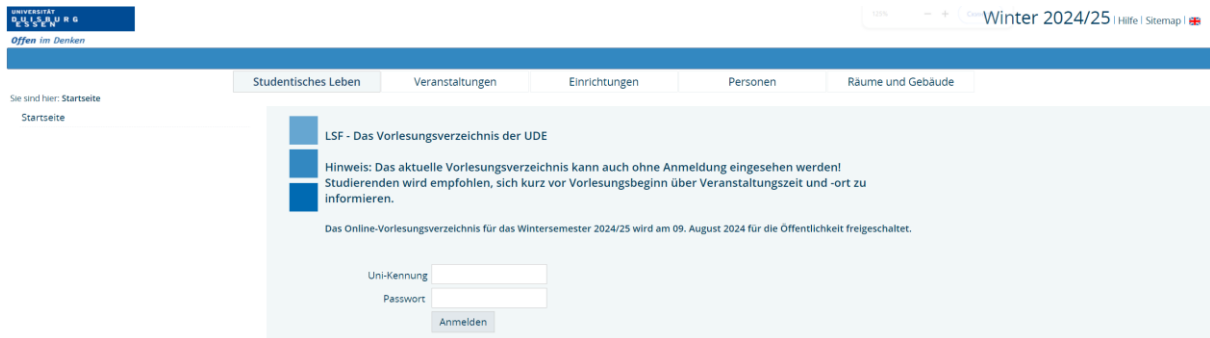 UNIVERSITÄT
DUISBURG
ESSEN
Offen im Denken
120%
Winter 2024/25 | Hilfe | Sitemap |
Studentisches Leben Veranstaltungen Einrichtungen Personen Räume und Gebäude
Sie sind hier: Startseite
Startseite
LSF - Das Vorlesungsverzeichnis der UDE
Hinweis: Das aktuelle Vorlesungsverzeichnis kann auch ohne Anmeldung eingesehen werden!
Studierenden wird empfohlen, sich kurz vor Vorlesungsbeginn über Veranstaltungszeit und -ort zu
informieren.
Das Online-Vorlesungsverzeichnis für das Wintersemester 2024/25 wird am 09. August 2024 für die Öffentlichkeit freigeschaltet.
Uni-Kennung
Passwort
Anmelden